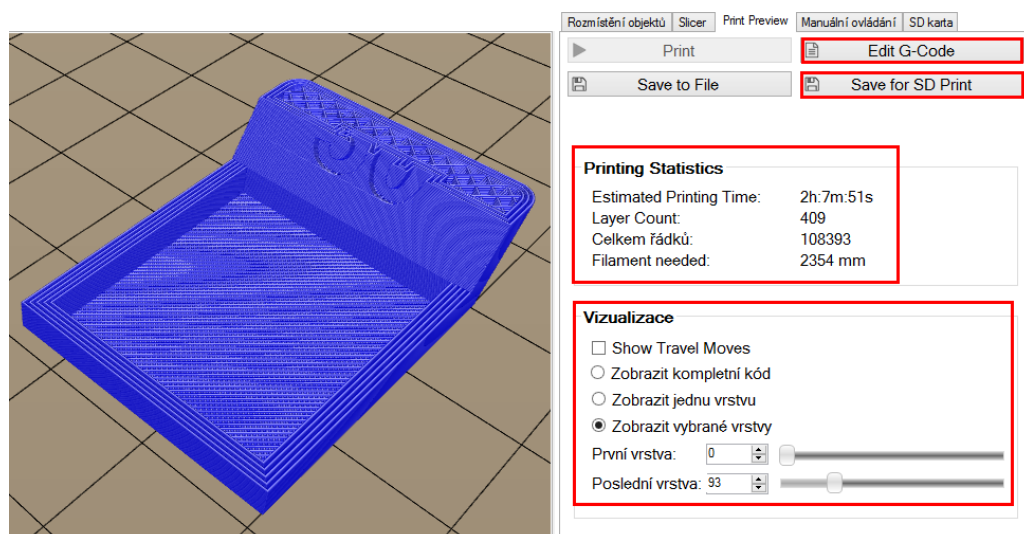 Rozmístění objektů Slicer Print Preview Manuální ovládání SD karta
Print Edit G-Code
Save to File Save for SD Print
Printing Statistics
Estimated Printing Time: 2h:7m:51s
Layer Count: 409
Celkem řádků: 108393
Filament needed: 2354 mm
Vizualizace
Show Travel Moves
Zobrazit kompletní kód
Zobrazit jednu vrstvu
Zobrazit vybrané vrstvy
První vrstva: 0
Poslední vrstva: 93